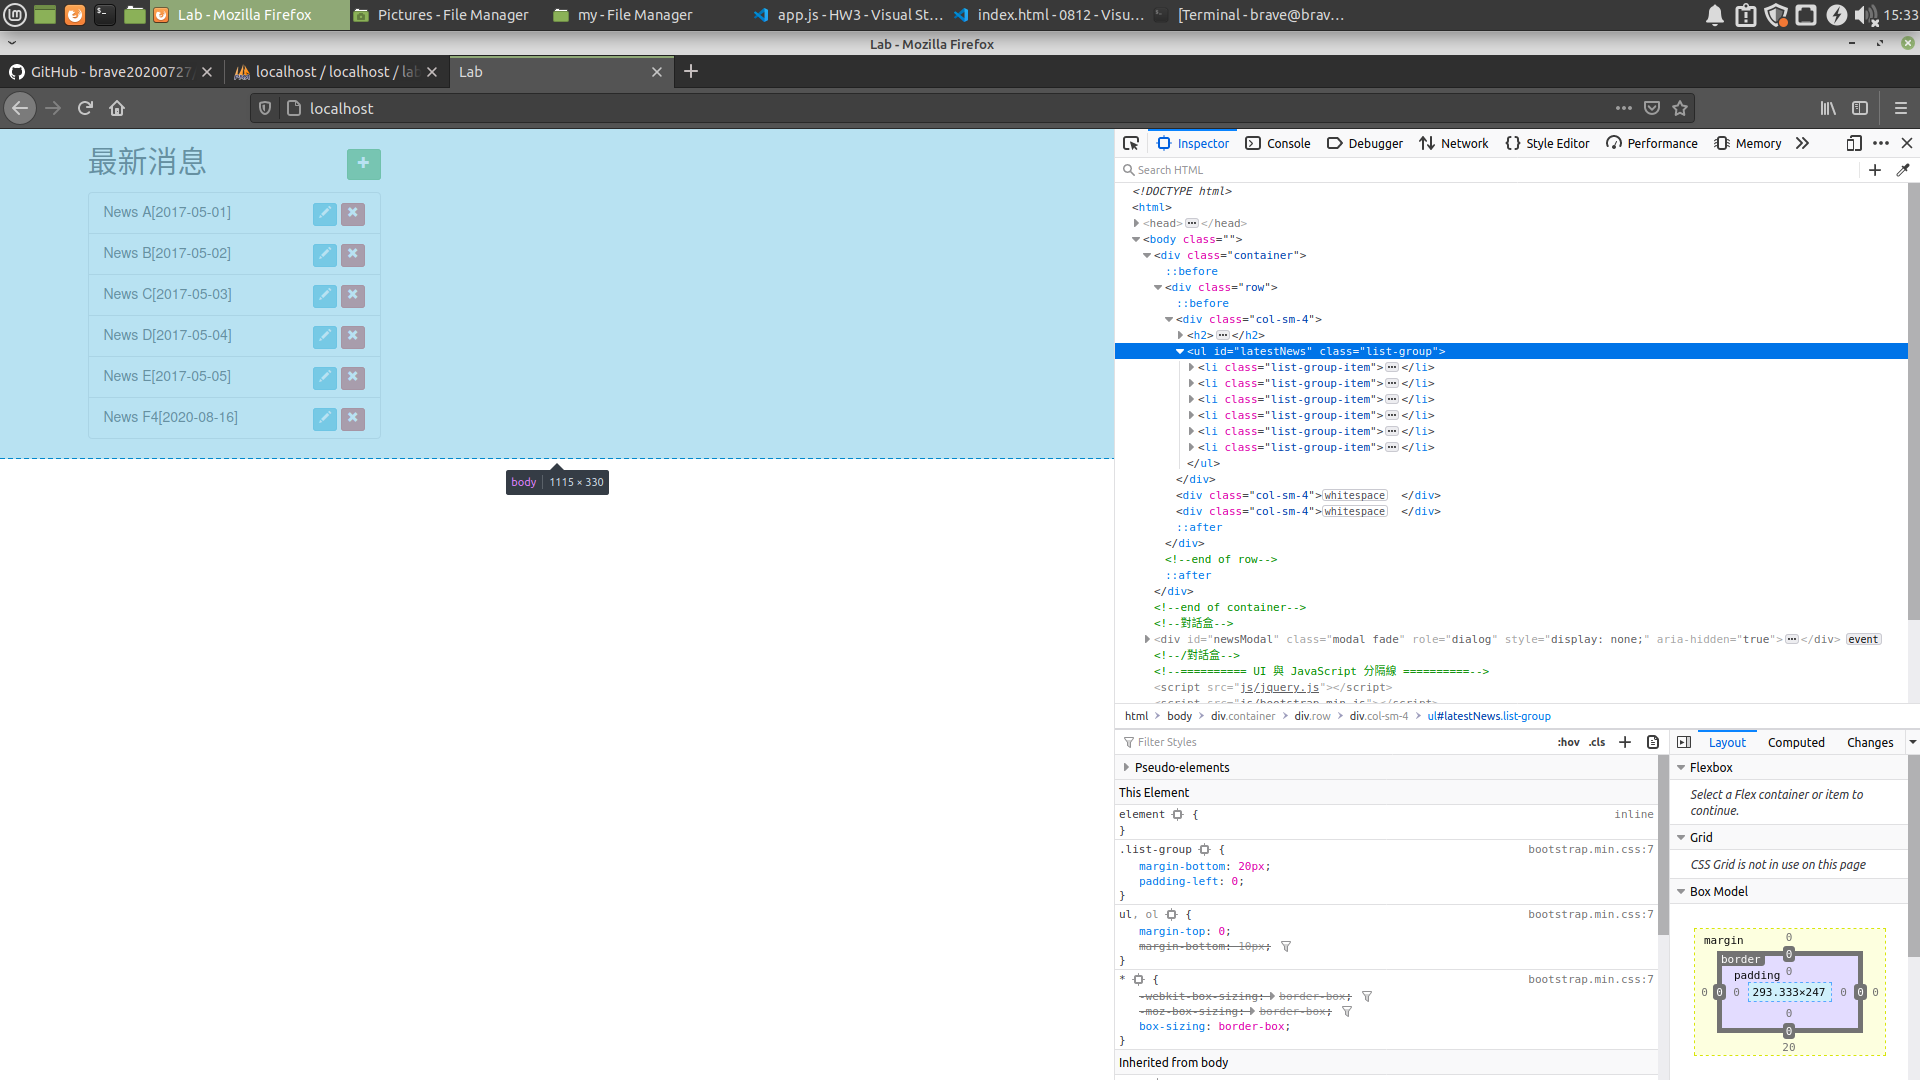 Lab - Mozilla Firefox
Pictures - File Manager
my - File Manager
app.js - HW3 - Visual St...
index.html - 0812 - Visu...
[Terminal - brave@brav...
15:33
Lab - Mozilla Firefox
GitHub - brave20200727/
localhost / localhost / lab
Lab
localhost
最新消息
News A[2017-05-01]
News B[2017-05-02]
News C[2017-05-03]
News D[2017-05-04]
News E[2017-05-05]
News F4[2020-08-16]
body 1115 × 330
Inspector Console Debugger Network Style Editor Performance Memory
Search HTML
<!DOCTYPE html>
<html>
<head></head>
<body class="">
<div class="container">
::before
<div class="row">
::before
<div class="col-sm-4">
<h2></h2>
<ul id="latestNews" class="list-group">
<li class="list-group-item"></li>
<li class="list-group-item"></li>
<li class="list-group-item"></li>
<li class="list-group-item"></li>
<li class="list-group-item"></li>
<li class="list-group-item"></li>
</ul>
</div>
<div class="col-sm-4">whitespace </div>
<div class="col-sm-4">whitespace </div>
::after
</div>
<!--end of row-->
::after
</div>
<!--end of container-->
<!--對話盒-->
<div id="newsModal" class="modal fade" role="dialog" style="display: none;" aria-hidden="true"></div> event
<!--/對話盒-->
<!--========== UI 與 JavaScript 分隔線 ==========-->
<script src="js/jquery.js"></script>
<script src="js/bootstrap.min.js"></script>
html body div.container div.row div.col-sm-4 ul#latestNews.list-group
Filter Styles
:hov .cls
Layout Computed Changes
Pseudo-elements
This Element
element {
inline
}
.list-group {
bootstrap.min.css:7
margin-bottom: 20px;
padding-left: 0;
}
ul, ol {
bootstrap.min.css:7
margin-top: 0;
margin-bottom: 10px;
}
* {
bootstrap.min.css:7
-webkit-box-sizing: border-box;
-moz-box-sizing: border-box;
box-sizing: border-box;
}
Inherited from body
Flexbox
Select a Flex container or item to
continue.
Grid
CSS Grid is not in use on this page
Box Model
margin 0
border 0
padding 0
0 0 0 293.333×247 0 0 0
0
0
20